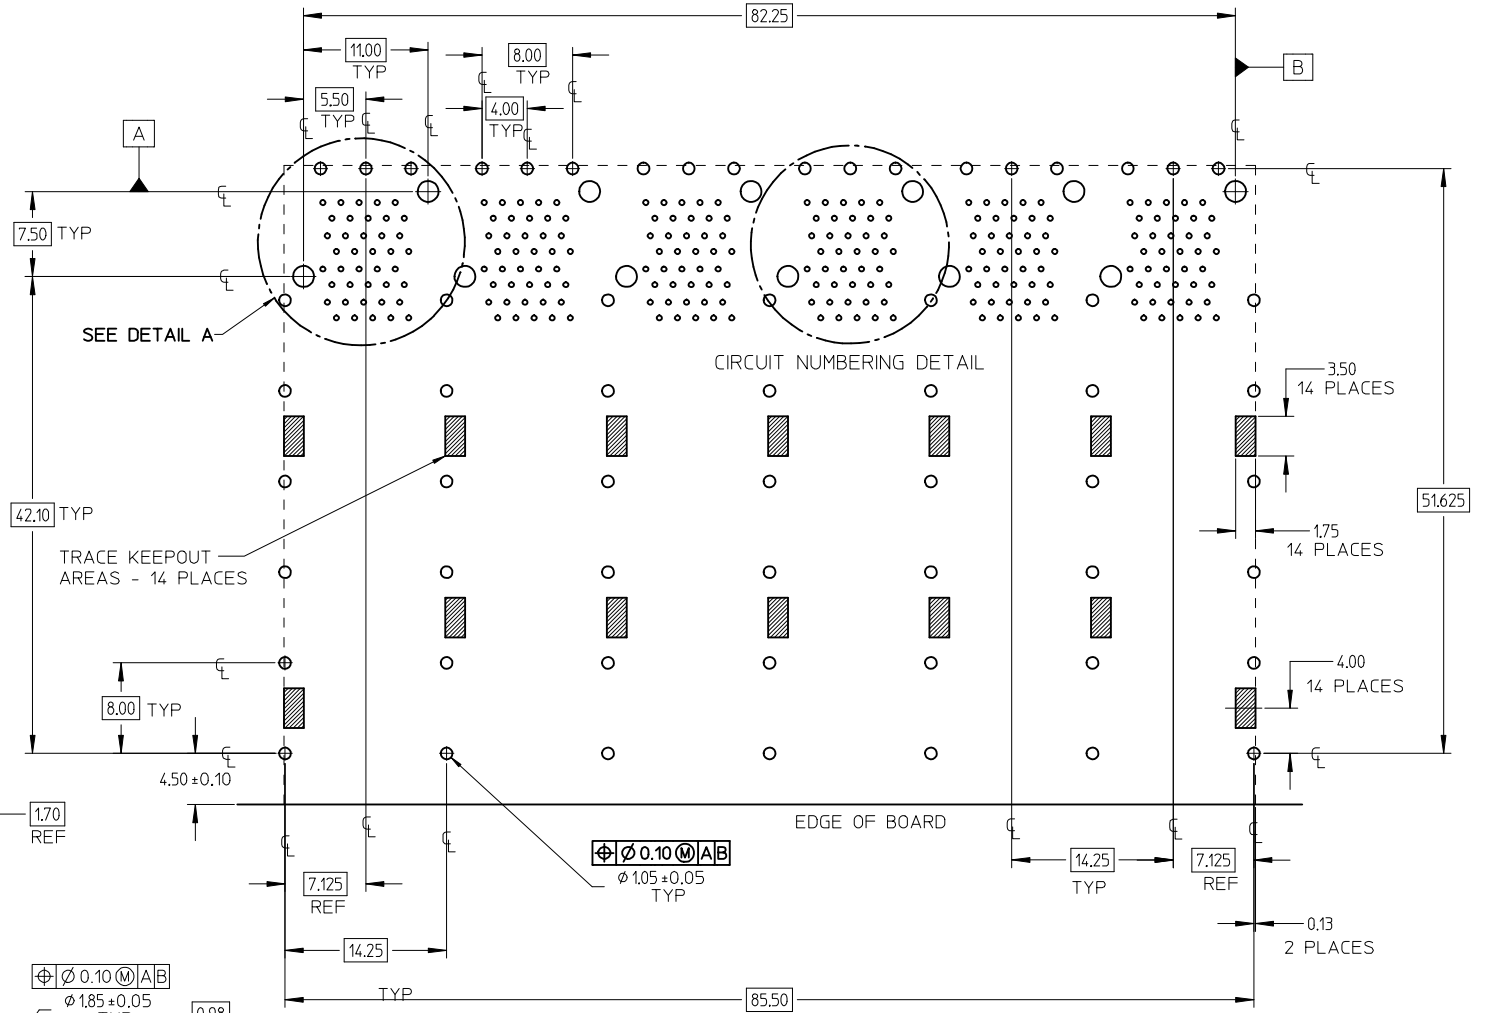 82.25
11.00
TYP
8.00
TYP
B
5.50
TYP
4.00
TYP
A
7.50 TYP
SEE DETAIL A
CIRCUIT NUMBERING DETAIL
3.50
14 PLACES
42.10 TYP
51.625
1.75
14 PLACES
TRACE KEEPOUT
AREAS - 14 PLACES
4.00
14 PLACES
8.00 TYP
4.50 ±0.10
1.70
REF
EDGE OF BOARD
⌖ Ø 0.10 Ⓜ A B
Ø 1.05 ±0.05
TYP
14.25
TYP
7.125
REF
7.125
REF
0.13
2 PLACES
14.25
TYP
⌖ Ø 0.10 Ⓜ A B
Ø 1.85 ±0.05
85.50